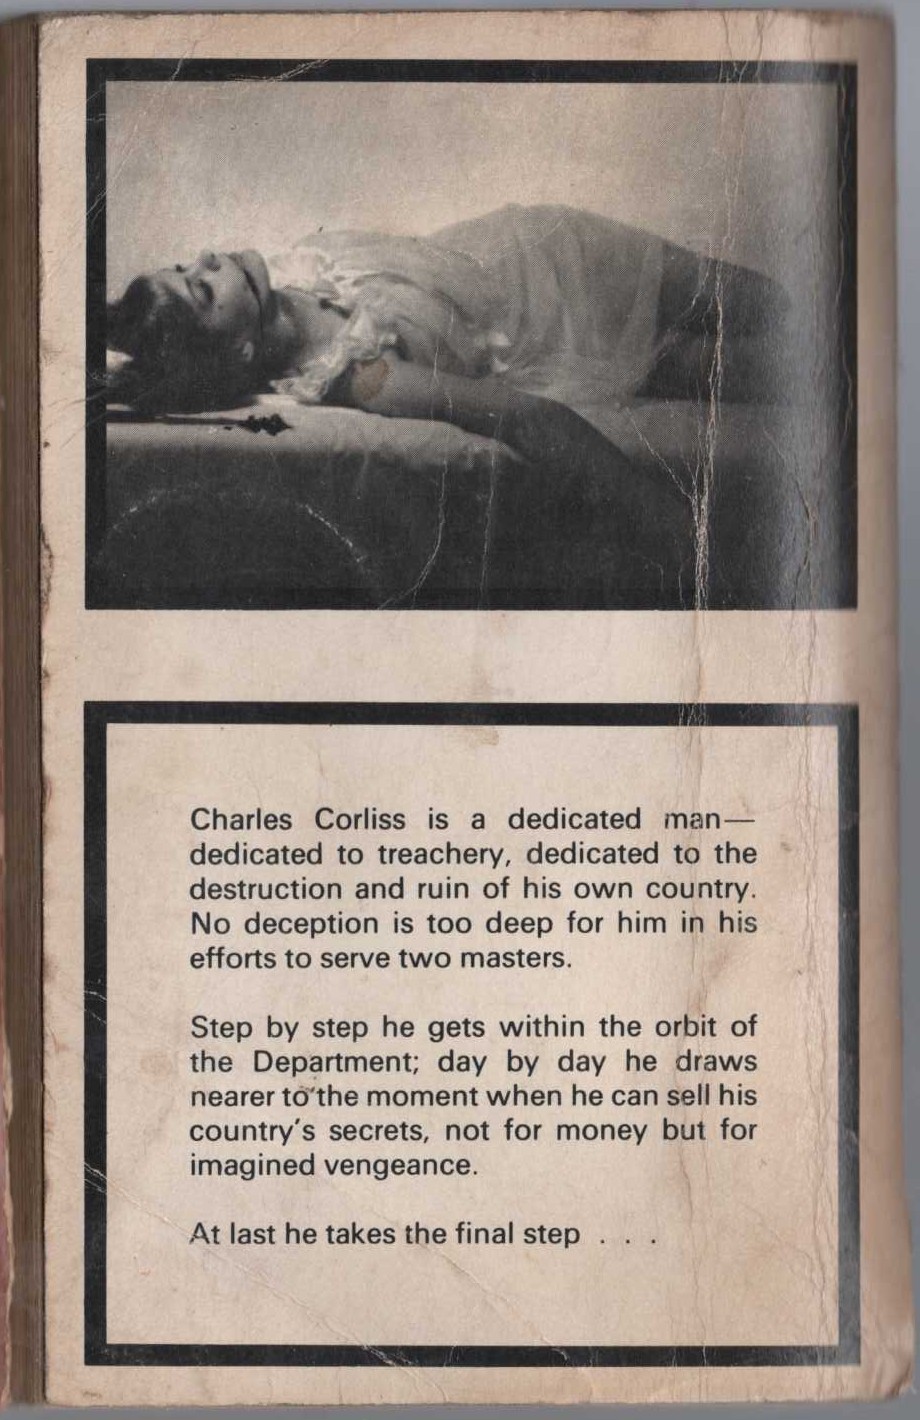 Charles Corliss is a dedicated man—
dedicated to treachery, dedicated to the
destruction and ruin of his own country.
No deception is too deep for him in his
efforts to serve two masters.
Step by step he gets within the orbit of
the Department; day by day he draws
nearer to the moment when he can sell his
country's secrets, not for money but for
imagined vengeance.
At last he takes the final step . . .